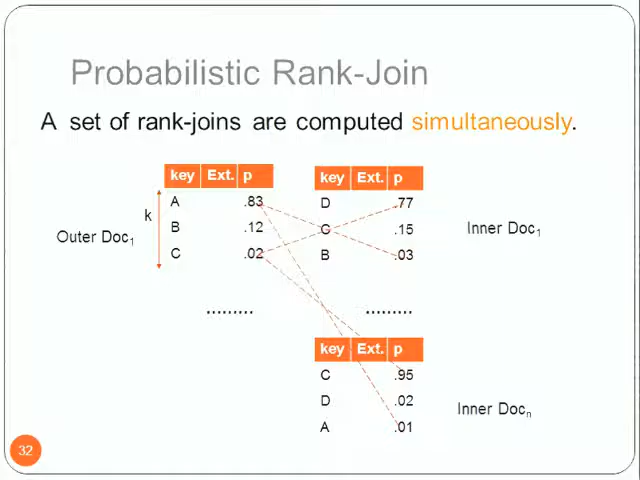 Probabilistic Rank-Join
A set of rank-joins are computed simultaneously.
key Ext. p
A .83
B .12
C .02
k
Outer Doc1
key Ext. p
D .77
C .15
B .03
Inner Doc1
......... .........
key Ext. p
C .95
D .02
A .01
Inner Docn
32